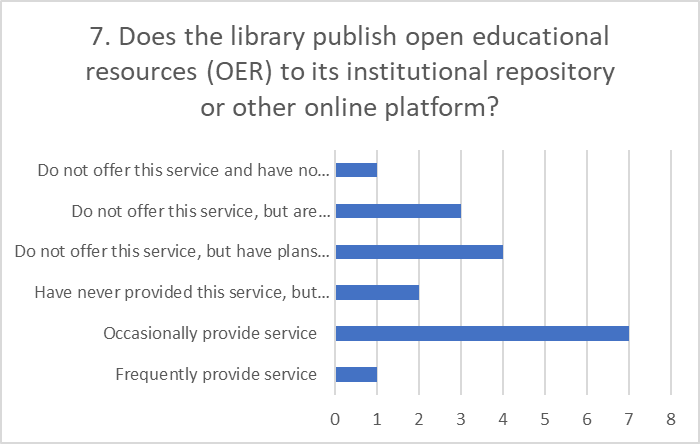 7. Does the library publish open educational
resources (OER) to its institutional repository
or other online platform?
Do not offer this service and have no…
Do not offer this service, but are…
Do not offer this service, but have plans…
Have never provided this service, but…
Occasionally provide service
Frequently provide service
0 1 2 3 4 5 6 7 8